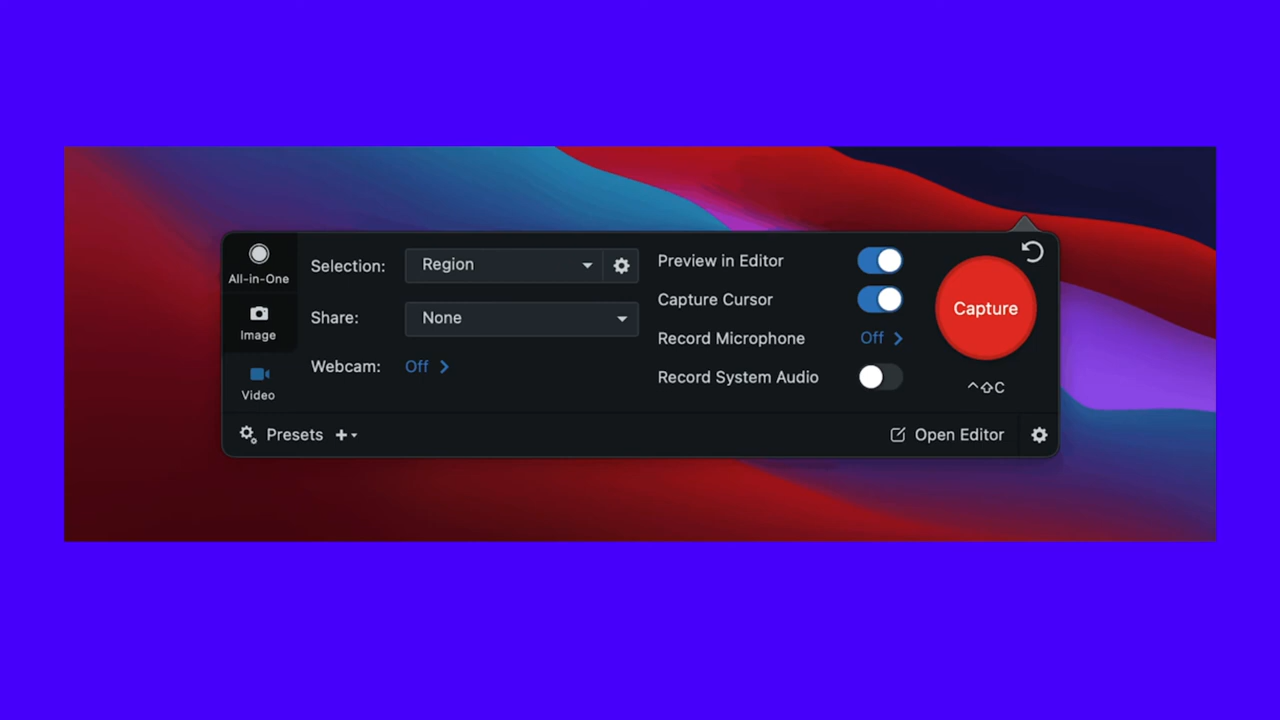 All-in-One
Image
Video
Selection: Region
Share: None
Webcam: Off
Preview in Editor
Capture Cursor
Record Microphone Off
Record System Audio
Capture
^⇧C
Presets
Open Editor